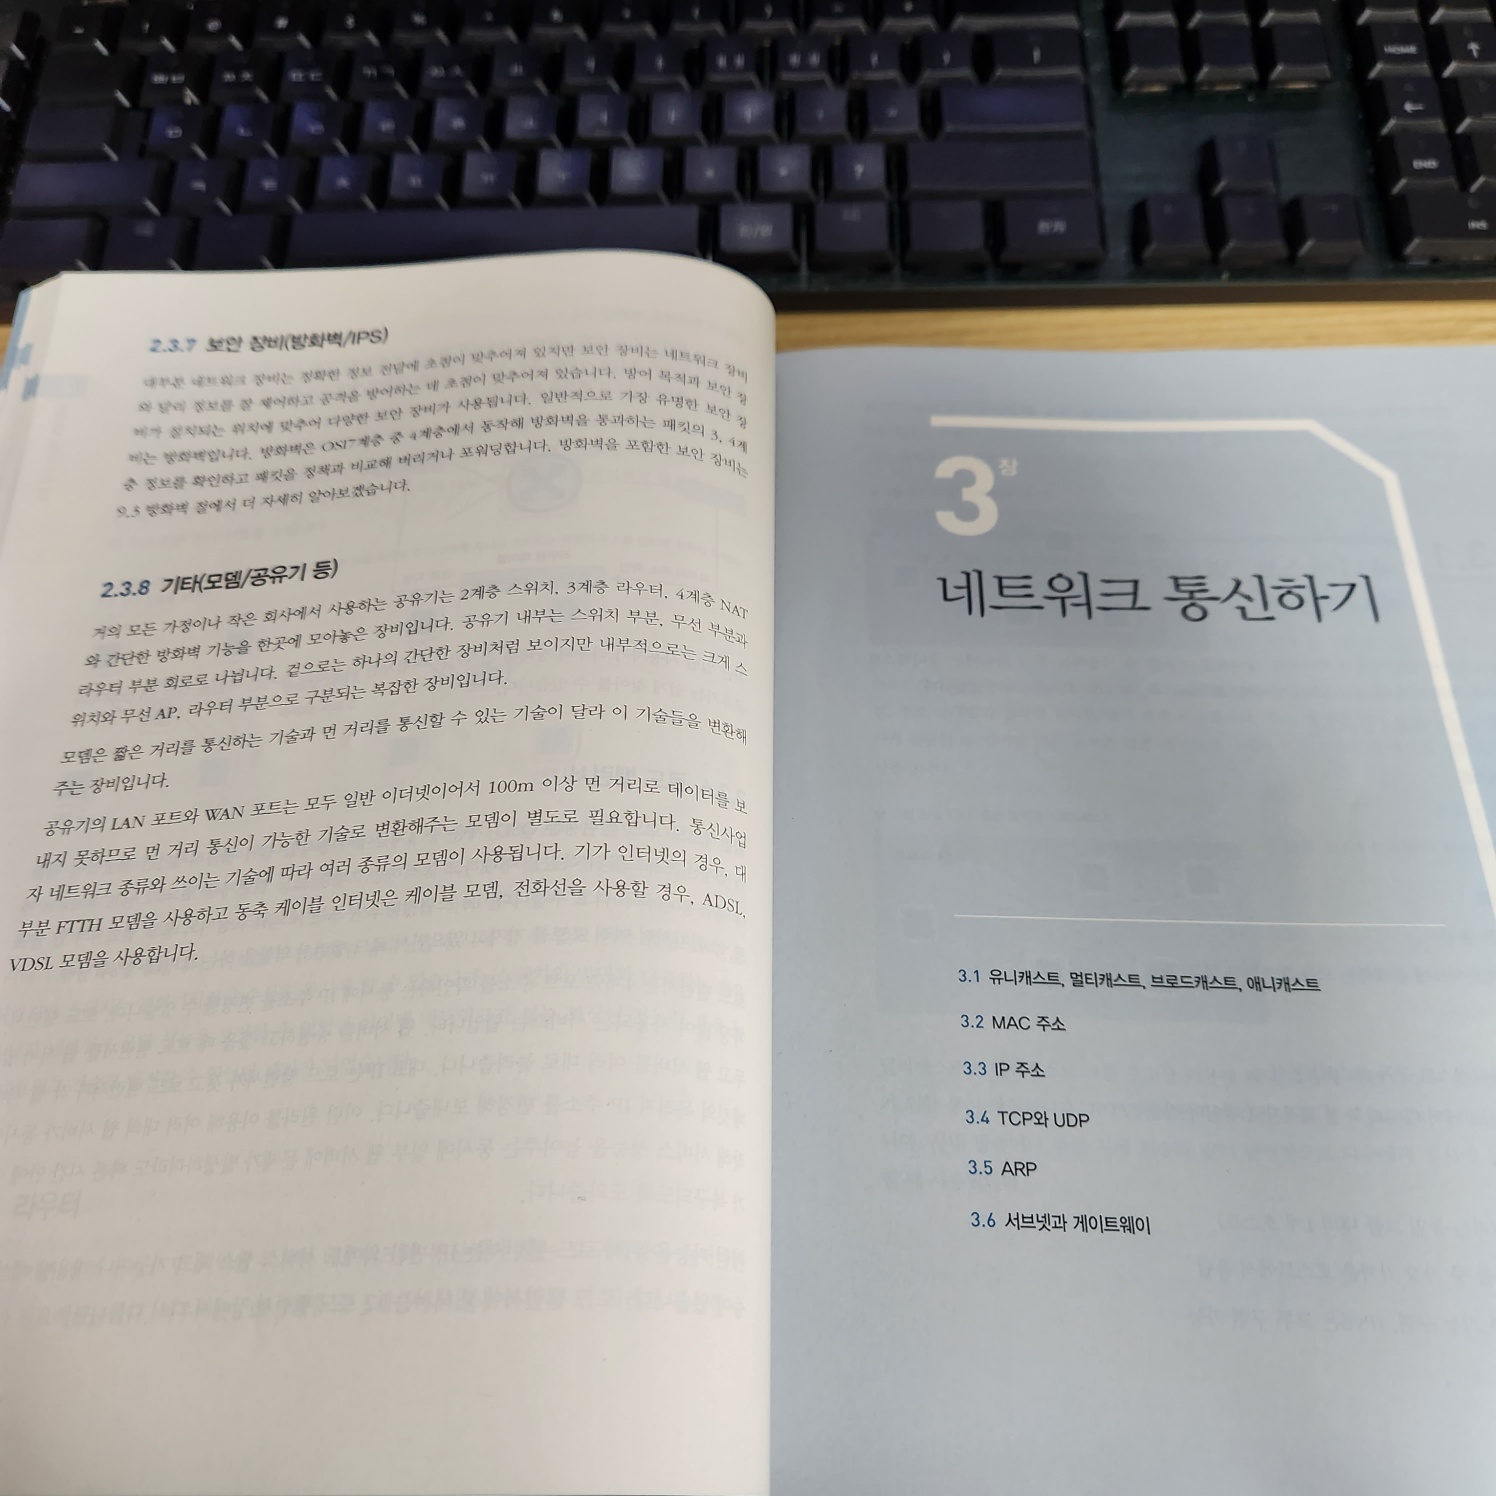 2.3.7 보안 장비(방화벽/IPS)
대부분 네트워크 장비는 정확한 정보 전달에 초점이 맞추어져 있지만 보안 장비는 네트워크 장비
와 달리 정보를 잘 제어하고 공격을 방어하는 데 초점이 맞추어져 있습니다. 방어 목적과 보안 장
비가 설치되는 위치에 맞추어 다양한 보안 장비가 사용됩니다. 일반적으로 가장 유명한 보안 장
비는 방화벽입니다. 방화벽은 OSI7계층 중 4계층에서 동작해 방화벽을 통과하는 패킷의 3, 4계
층 정보를 확인하고 패킷을 정책과 비교해 버리거나 포워딩합니다. 방화벽을 포함한 보안 장비는
9.3 방화벽 절에서 더 자세히 알아보겠습니다.
2.3.8 기타(모뎀/공유기 등)
거의 모든 가정이나 작은 회사에서 사용하는 공유기는 2계층 스위치, 3계층 라우터, 4계층 NAT
와 간단한 방화벽 기능을 한곳에 모아놓은 장비입니다. 공유기 내부는 스위치 부분, 무선 부분과
라우터 부분 회로로 나뉩니다. 겉으로는 하나의 간단한 장비처럼 보이지만 내부적으로는 크게 스
위치와 무선 AP, 라우터 부분으로 구분되는 복잡한 장비입니다.
모뎀은 짧은 거리를 통신하는 기술과 먼 거리를 통신할 수 있는 기술이 달라 이 기술들을 변환해
주는 장비입니다.
공유기의 LAN 포트와 WAN 포트는 모두 일반 이더넷이어서 100m 이상 먼 거리로 데이터를 보
내지 못하므로 먼 거리 통신이 가능한 기술로 변환해주는 모뎀이 별도로 필요합니다. 통신사업
자 네트워크 종류와 쓰이는 기술에 따라 여러 종류의 모뎀이 사용됩니다. 기가 인터넷의 경우, 대
부분 FTTH 모뎀을 사용하고 동축 케이블 인터넷은 케이블 모뎀, 전화선을 사용할 경우, ADSL,
VDSL 모뎀을 사용합니다.
3장
네트워크 통신하기
3.1 유니캐스트, 멀티캐스트, 브로드캐스트, 애니캐스트
3.2 MAC 주소
3.3 IP 주소
3.4 TCP와 UDP
3.5 ARP
3.6 서브넷과 게이트웨이
HOME
END
INS
한/영
한자